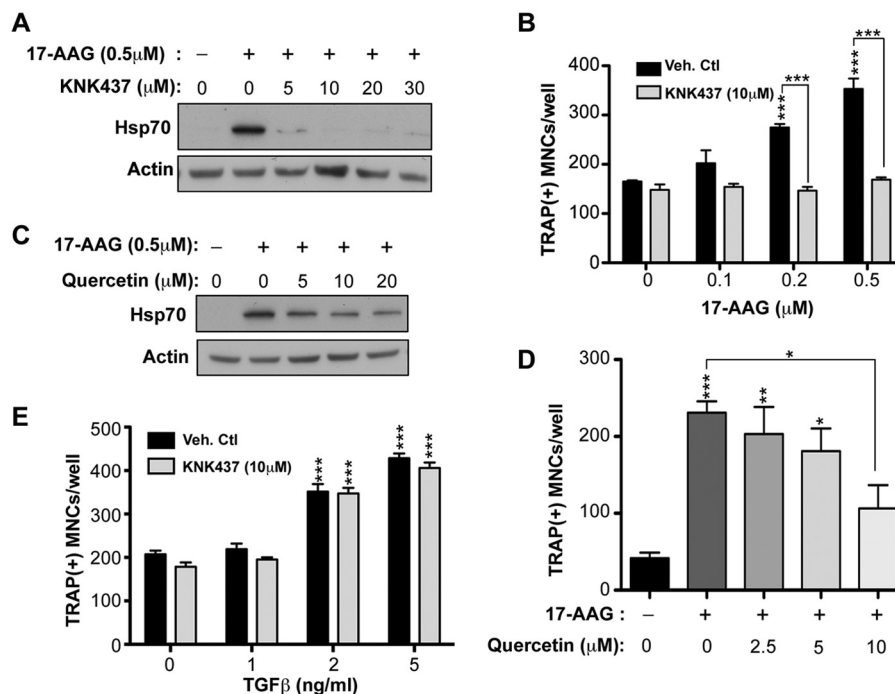 A
17-AAG (0.5μM) : – + + + + +
KNK437 (μM) 0 0 5 10 20 30
Hsp70
Actin
B
Veh. Ctl
KNK437 (10μM)
***
***
***
***
TRAP(+) MNCs/well
400
300
200
100
0
0 0.1 0.2 0.5
17-AAG (μM)
C
17-AAG (0.5μM): – + + + +
Quercetin (μM) 0 0 5 10 20
Hsp70
Actin
D
*
***
**
*
TRAP(+) MNCs/well
300
200
100
0
17-AAG : – + + + +
Quercetin (μM): 0 0 2.5 5 10
E
Veh. Ctl
KNK437 (10μM)
***
***
***
***
TRAP(+) MNCs/well
500
400
300
200
100
0
0 1 2 5
TGFβ (ng/ml)